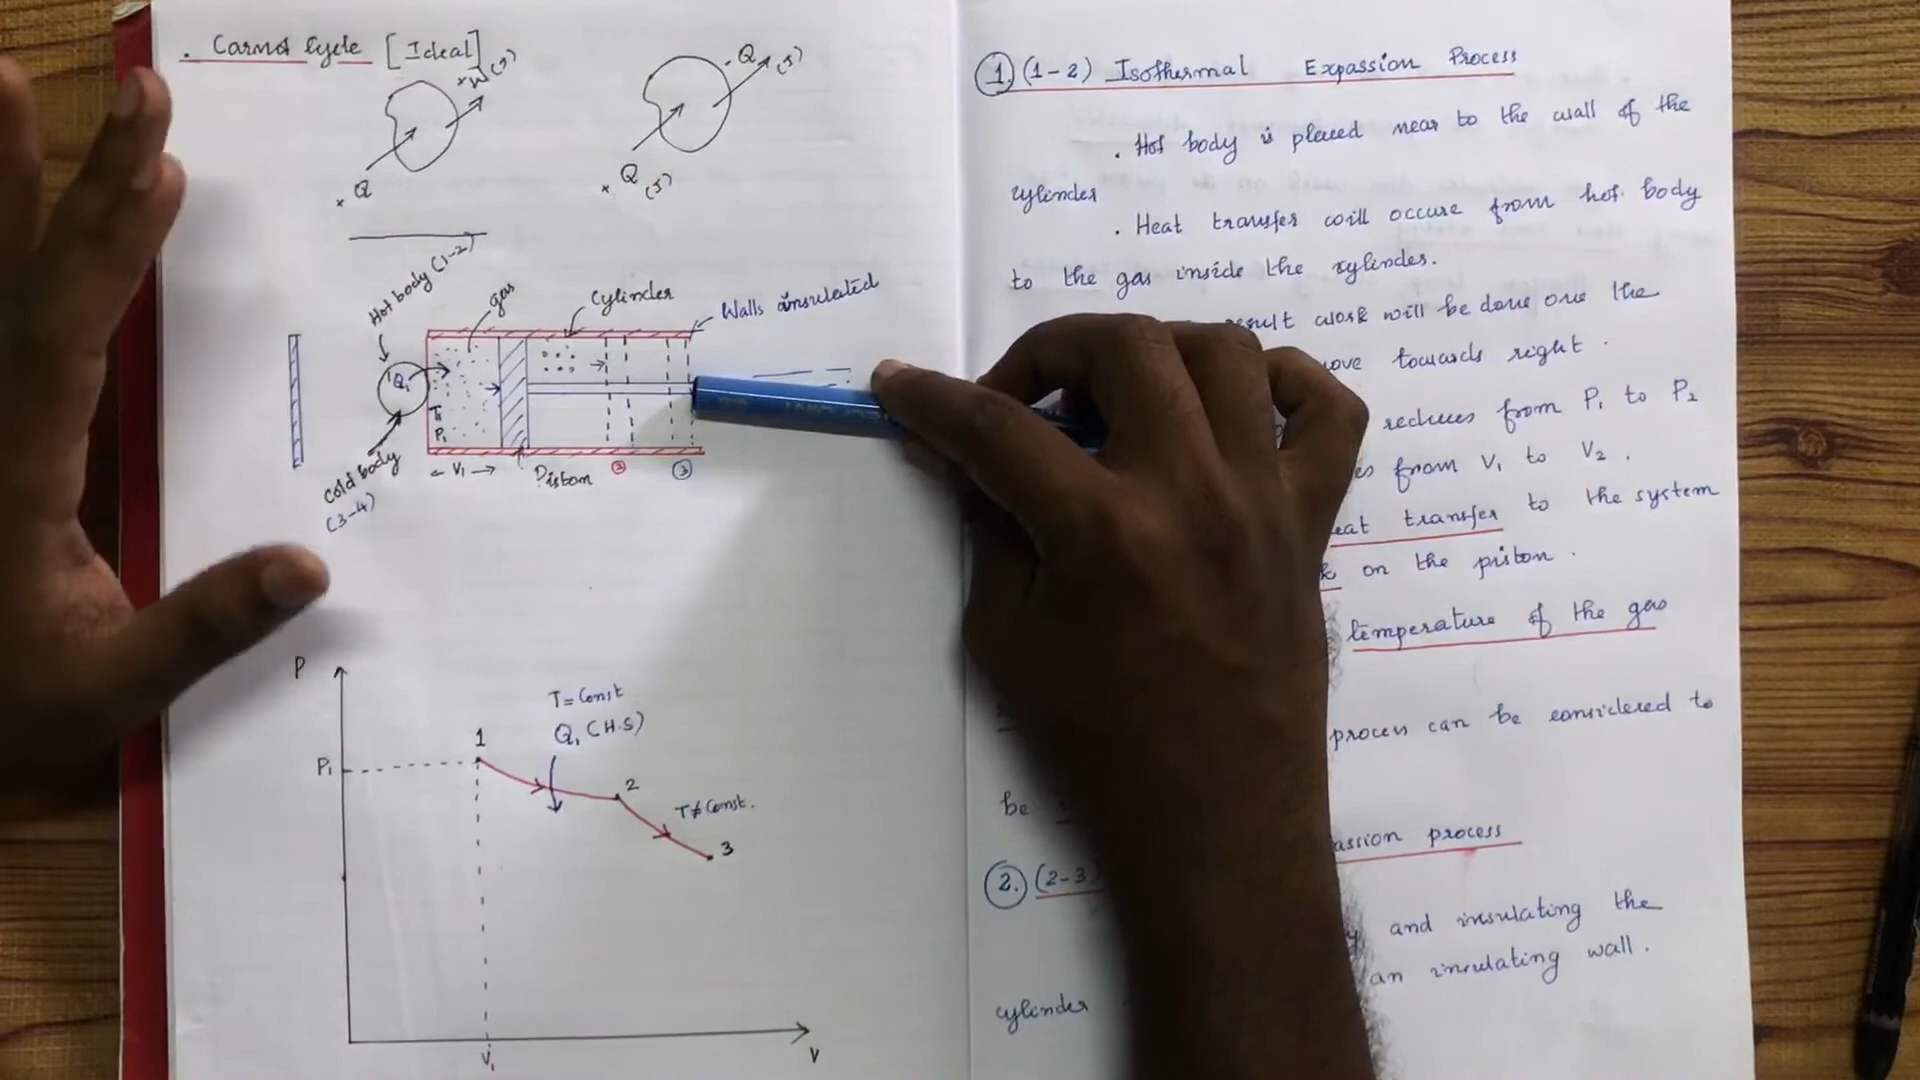 . Carnot Cycle [Ideal]
+W (J)
+ Q
- Q (J)
+ Q (J)
Hot body (1-2)
gas
Cylinder
Walls insulated
Q₁
T₁
P₁
Cold body
(3-4)
← V₁ →
Piston
②
③
P
T = Const
Q₁ (H.S)
P₁
1
2
T ≠ Const.
3
V₁
V
1. (1-2) Isothermal Expassion Process
. Hot body is placed near to the wall of the
cylinder
. Heat transfer will occure from hot body
to the gas inside the cylinder.
result work will be done one the
move towards right .
reduces from P₁ to P₂
from V₁ to V₂ .
heat transfer to the system
on the piston .
temperature of the gas
process can be considered to
be
2. (2-3) process
and insulating the
cylinder an insulating wall .